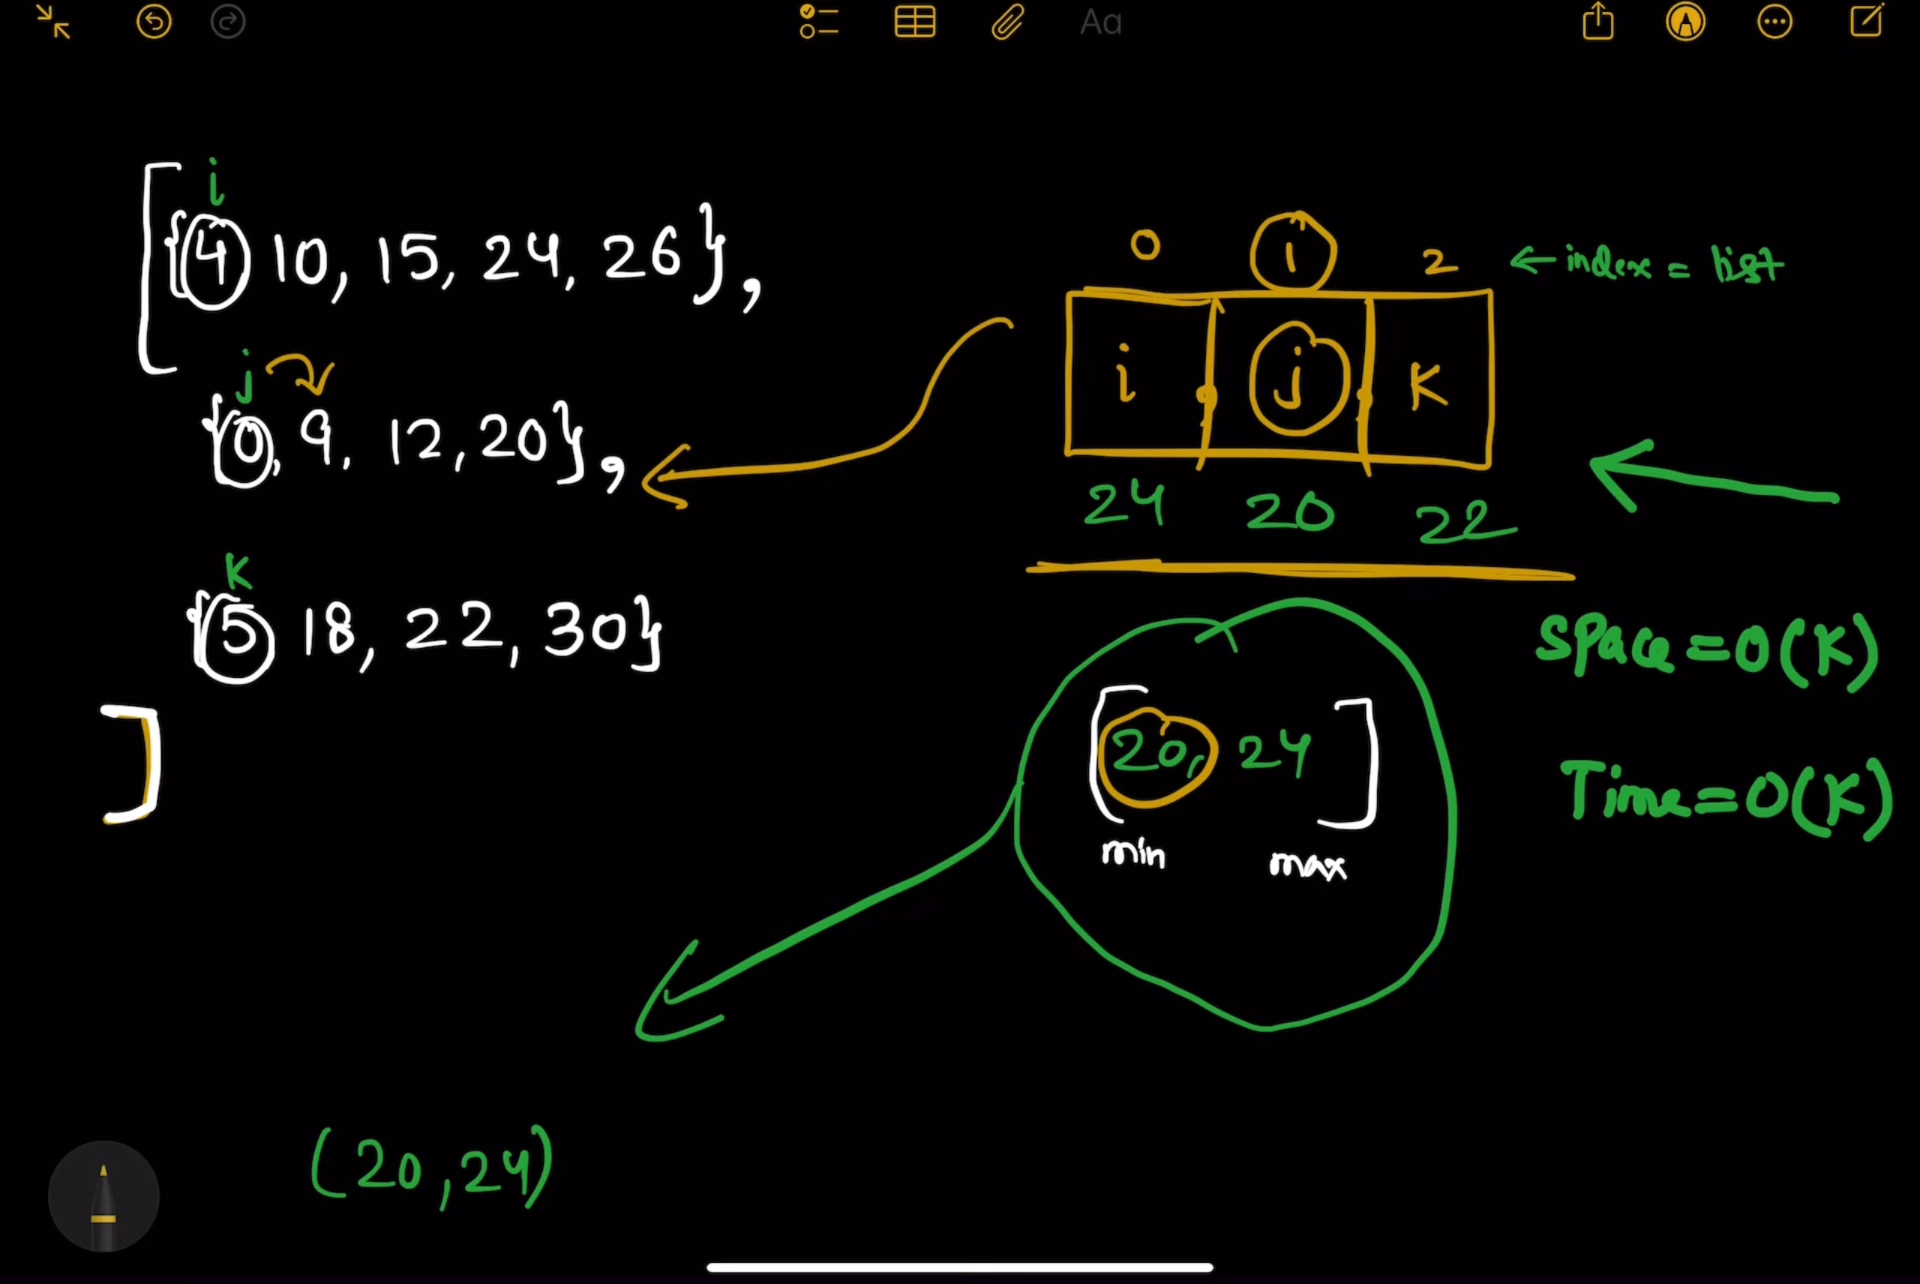 Aa
i
[{4 10, 15, 24, 26},
j
{0, 9, 12, 20},
K
{5 18, 22, 30}
]
0 1 2 ← index = list
i , j , K
24 20 22
Space = O(K)
[20, 24]
min max
Time = O(K)
(20, 24)